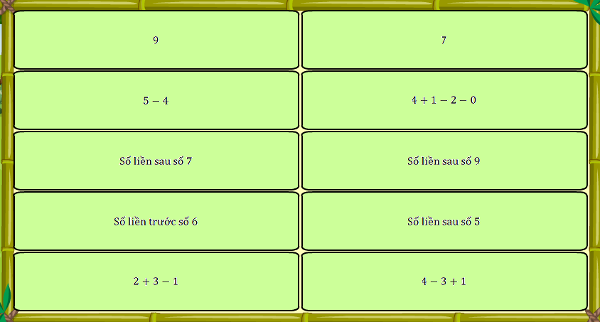 9
7
5 − 4
4 + 1 − 2 − 0
Số liền sau số 7
Số liền sau số 9
Số liền trước số 6
Số liền sau số 5
2 + 3 − 1
4 − 3 + 1